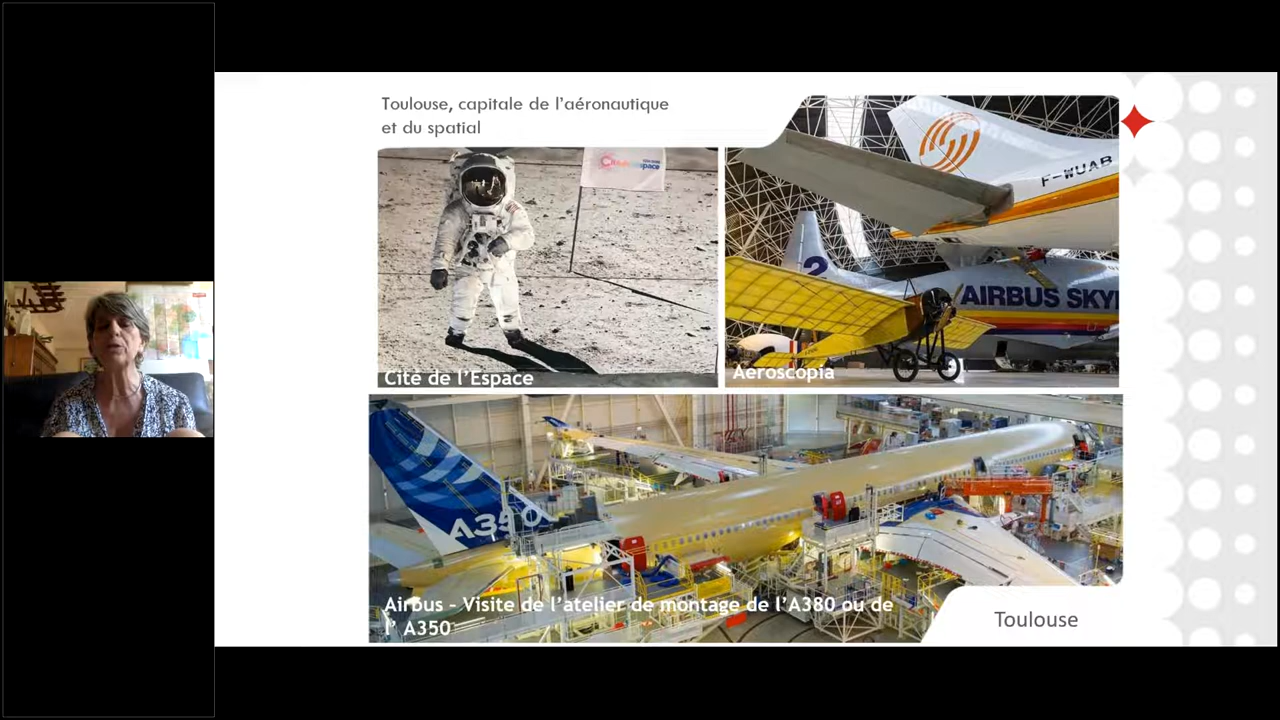 Toulouse, capitale de l'aéronautique
et du spatial
Cité de l'Espace
F-WUAB
2
AIRBUS SKY
Aeroscopia
A350
Airbus - Visite de l'atelier de montage de l'A380 ou de
l' A350
Toulouse